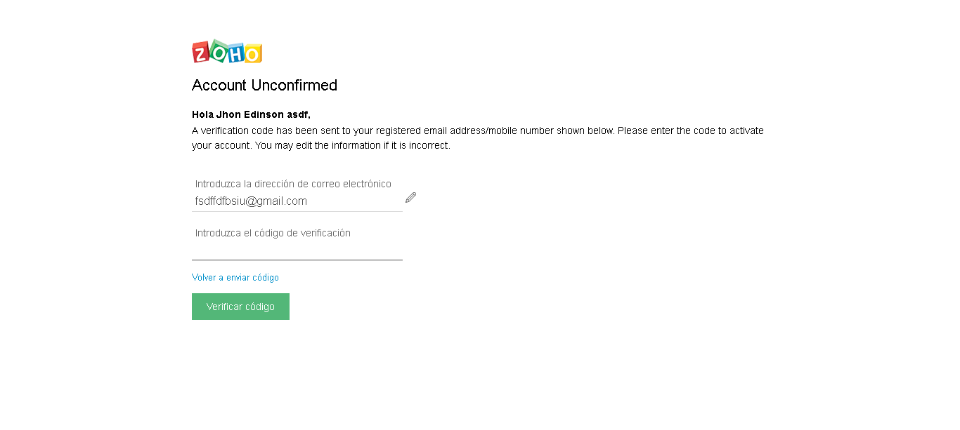 ZOHO
Account Unconfirmed
Hola Jhon Edinson asdf,
A verification code has been sent to your registered email address/mobile number shown below. Please enter the code to activate
your account. You may edit the information if it is incorrect.
Introduzca la dirección de correo electrónico
fsdffdfbsiu@gmail.com
Introduzca el código de verificación
Volver a enviar código
Verificar código